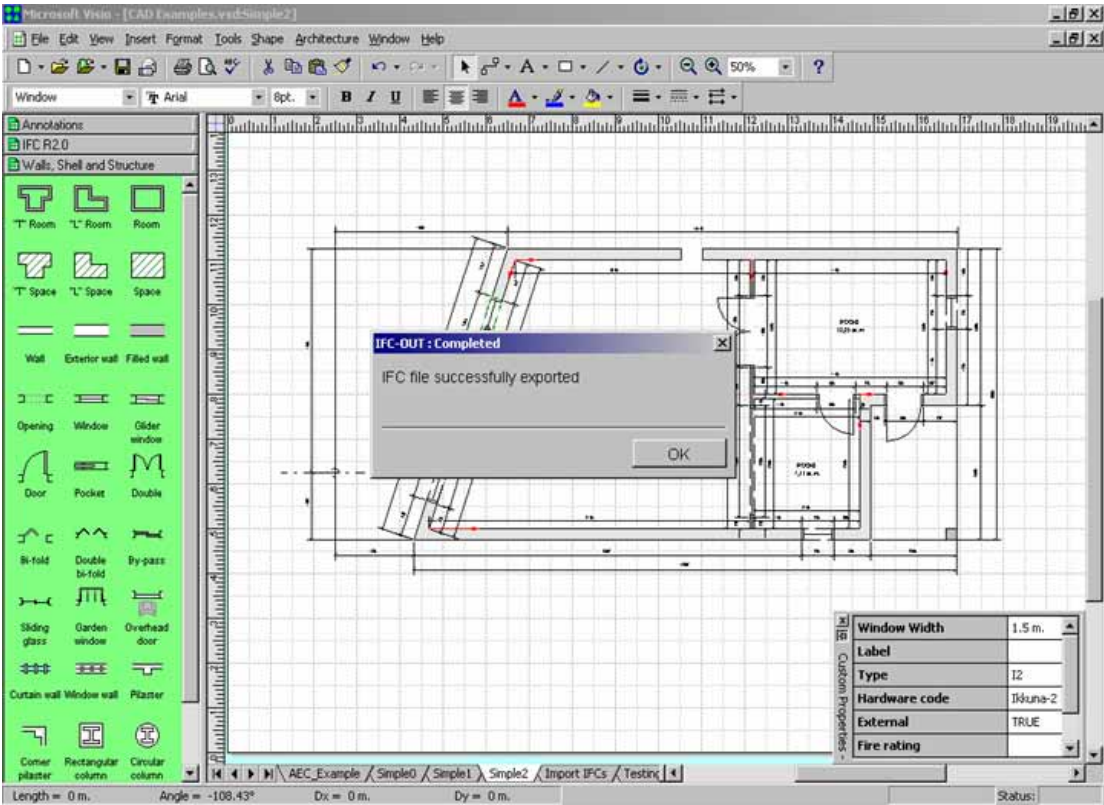 Microsoft Visio - [CAD Examples.vsd:Simple2]
File Edit View Insert Format Tools Shape Architecture Window Help
50%
Window Arial 8pt. B I U
Annotations
IFC R2.0
Walls, Shell and Structure
"T" Room "L" Room Room
"T" Space "L" Space Space
Wall Exterior wall Filled wall
Opening Window Glider window
Door Pocket Double
Bi-fold Double bi-fold By-pass
Sliding glass Garden window Overhead door
Curtain wall Window wall Pilaster
Corner pilaster Rectangular column Circular column
IFC-OUT : Completed
IFC file successfully exported
OK
Custom Properties
Window Width 1.5 m.
Label
Type I2
Hardware code Ikkuna-2
External TRUE
Fire rating
AEC_Example Simple0 Simple1 Simple2 Import IFCs Testing
Length = 0 m. Angle = -108.43° Dx = 0 m. Dy = 0 m. Status: